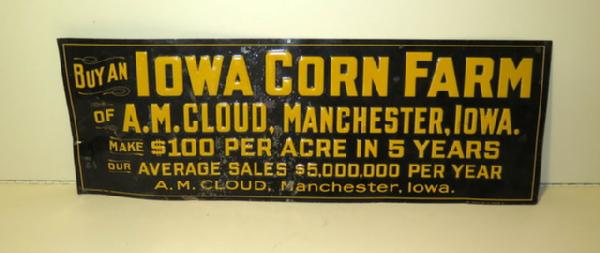 BUY AN IOWA CORN FARM
OF A.M. CLOUD, MANCHESTER, IOWA.
MAKE $100 PER ACRE IN 5 YEARS
OUR AVERAGE SALES $5,000,000 PER YEAR
A. M. CLOUD, Manchester, Iowa.